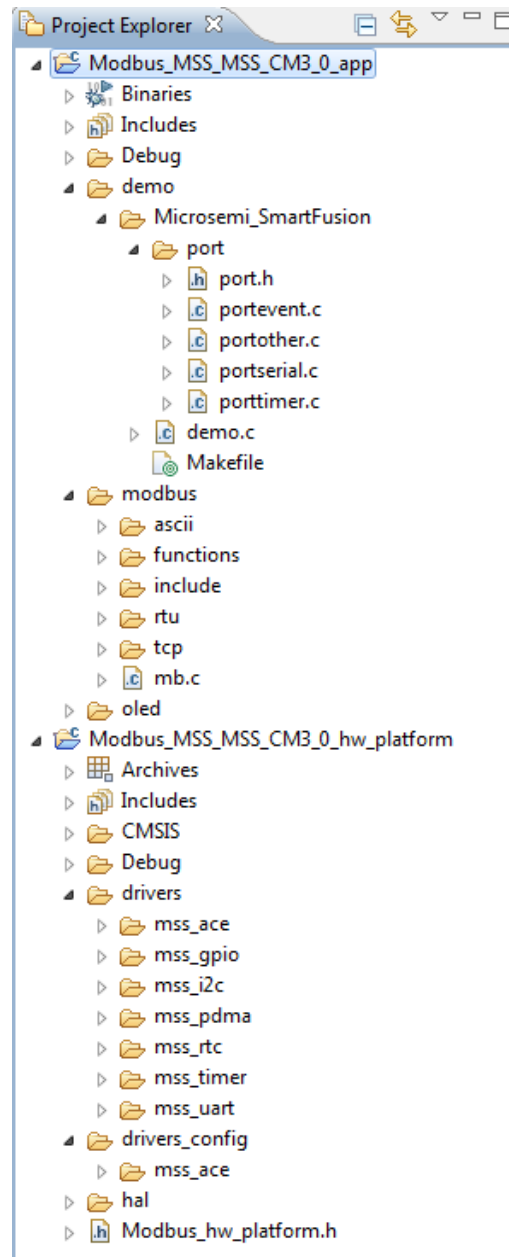 Project Explorer
Modbus_MSS_MSS_CM3_0_app
Binaries
Includes
Debug
demo
Microsemi_SmartFusion
port
port.h
portevent.c
portother.c
portserial.c
porttimer.c
demo.c
Makefile
modbus
ascii
functions
include
rtu
tcp
mb.c
oled
Modbus_MSS_MSS_CM3_0_hw_platform
Archives
Includes
CMSIS
Debug
drivers
mss_ace
mss_gpio
mss_i2c
mss_pdma
mss_rtc
mss_timer
mss_uart
drivers_config
mss_ace
hal
Modbus_hw_platform.h